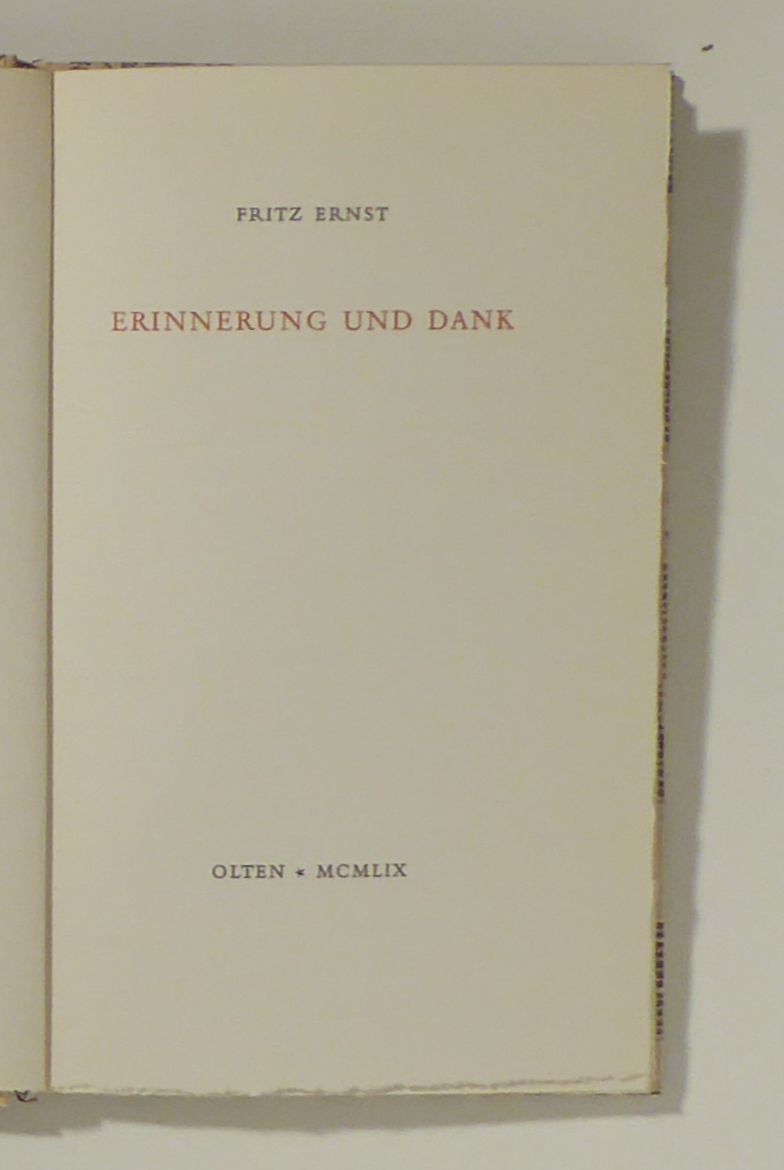 FRITZ ERNST
ERINNERUNG UND DANK
OLTEN * MCMLIX